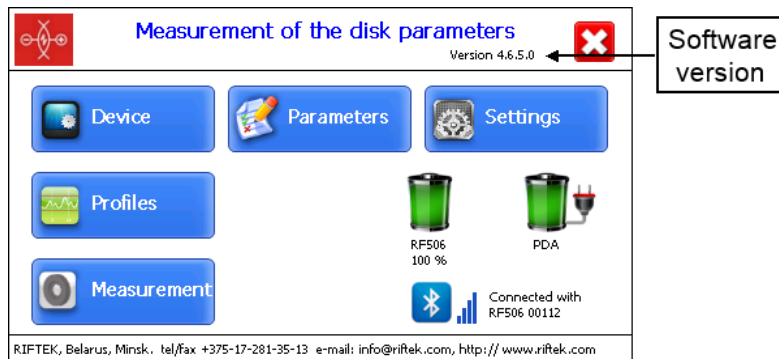 Measurement of the disk parameters
Version 4.6.5.0
Software
version
Device
Parameters
Settings
Profiles
RF506
100 %
PDA
Measurement
Connected with
RF506 00112
RIFTEK, Belarus, Minsk. tel/fax +375-17-281-35-13 e-mail: info@riftek.com, http:// www.riftek.com